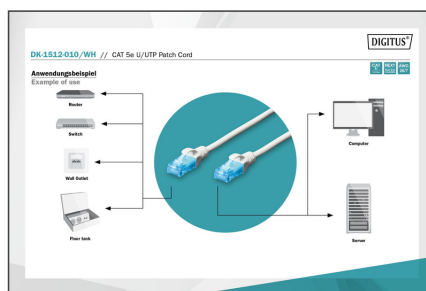 DIGITUS®
DK-1512-010/WH // CAT 5e U/UTP Patch Cord
Anwendungsbeispiel
Example of use
Router
Switch
Wall Outlet
Floor tank
Computer
Server